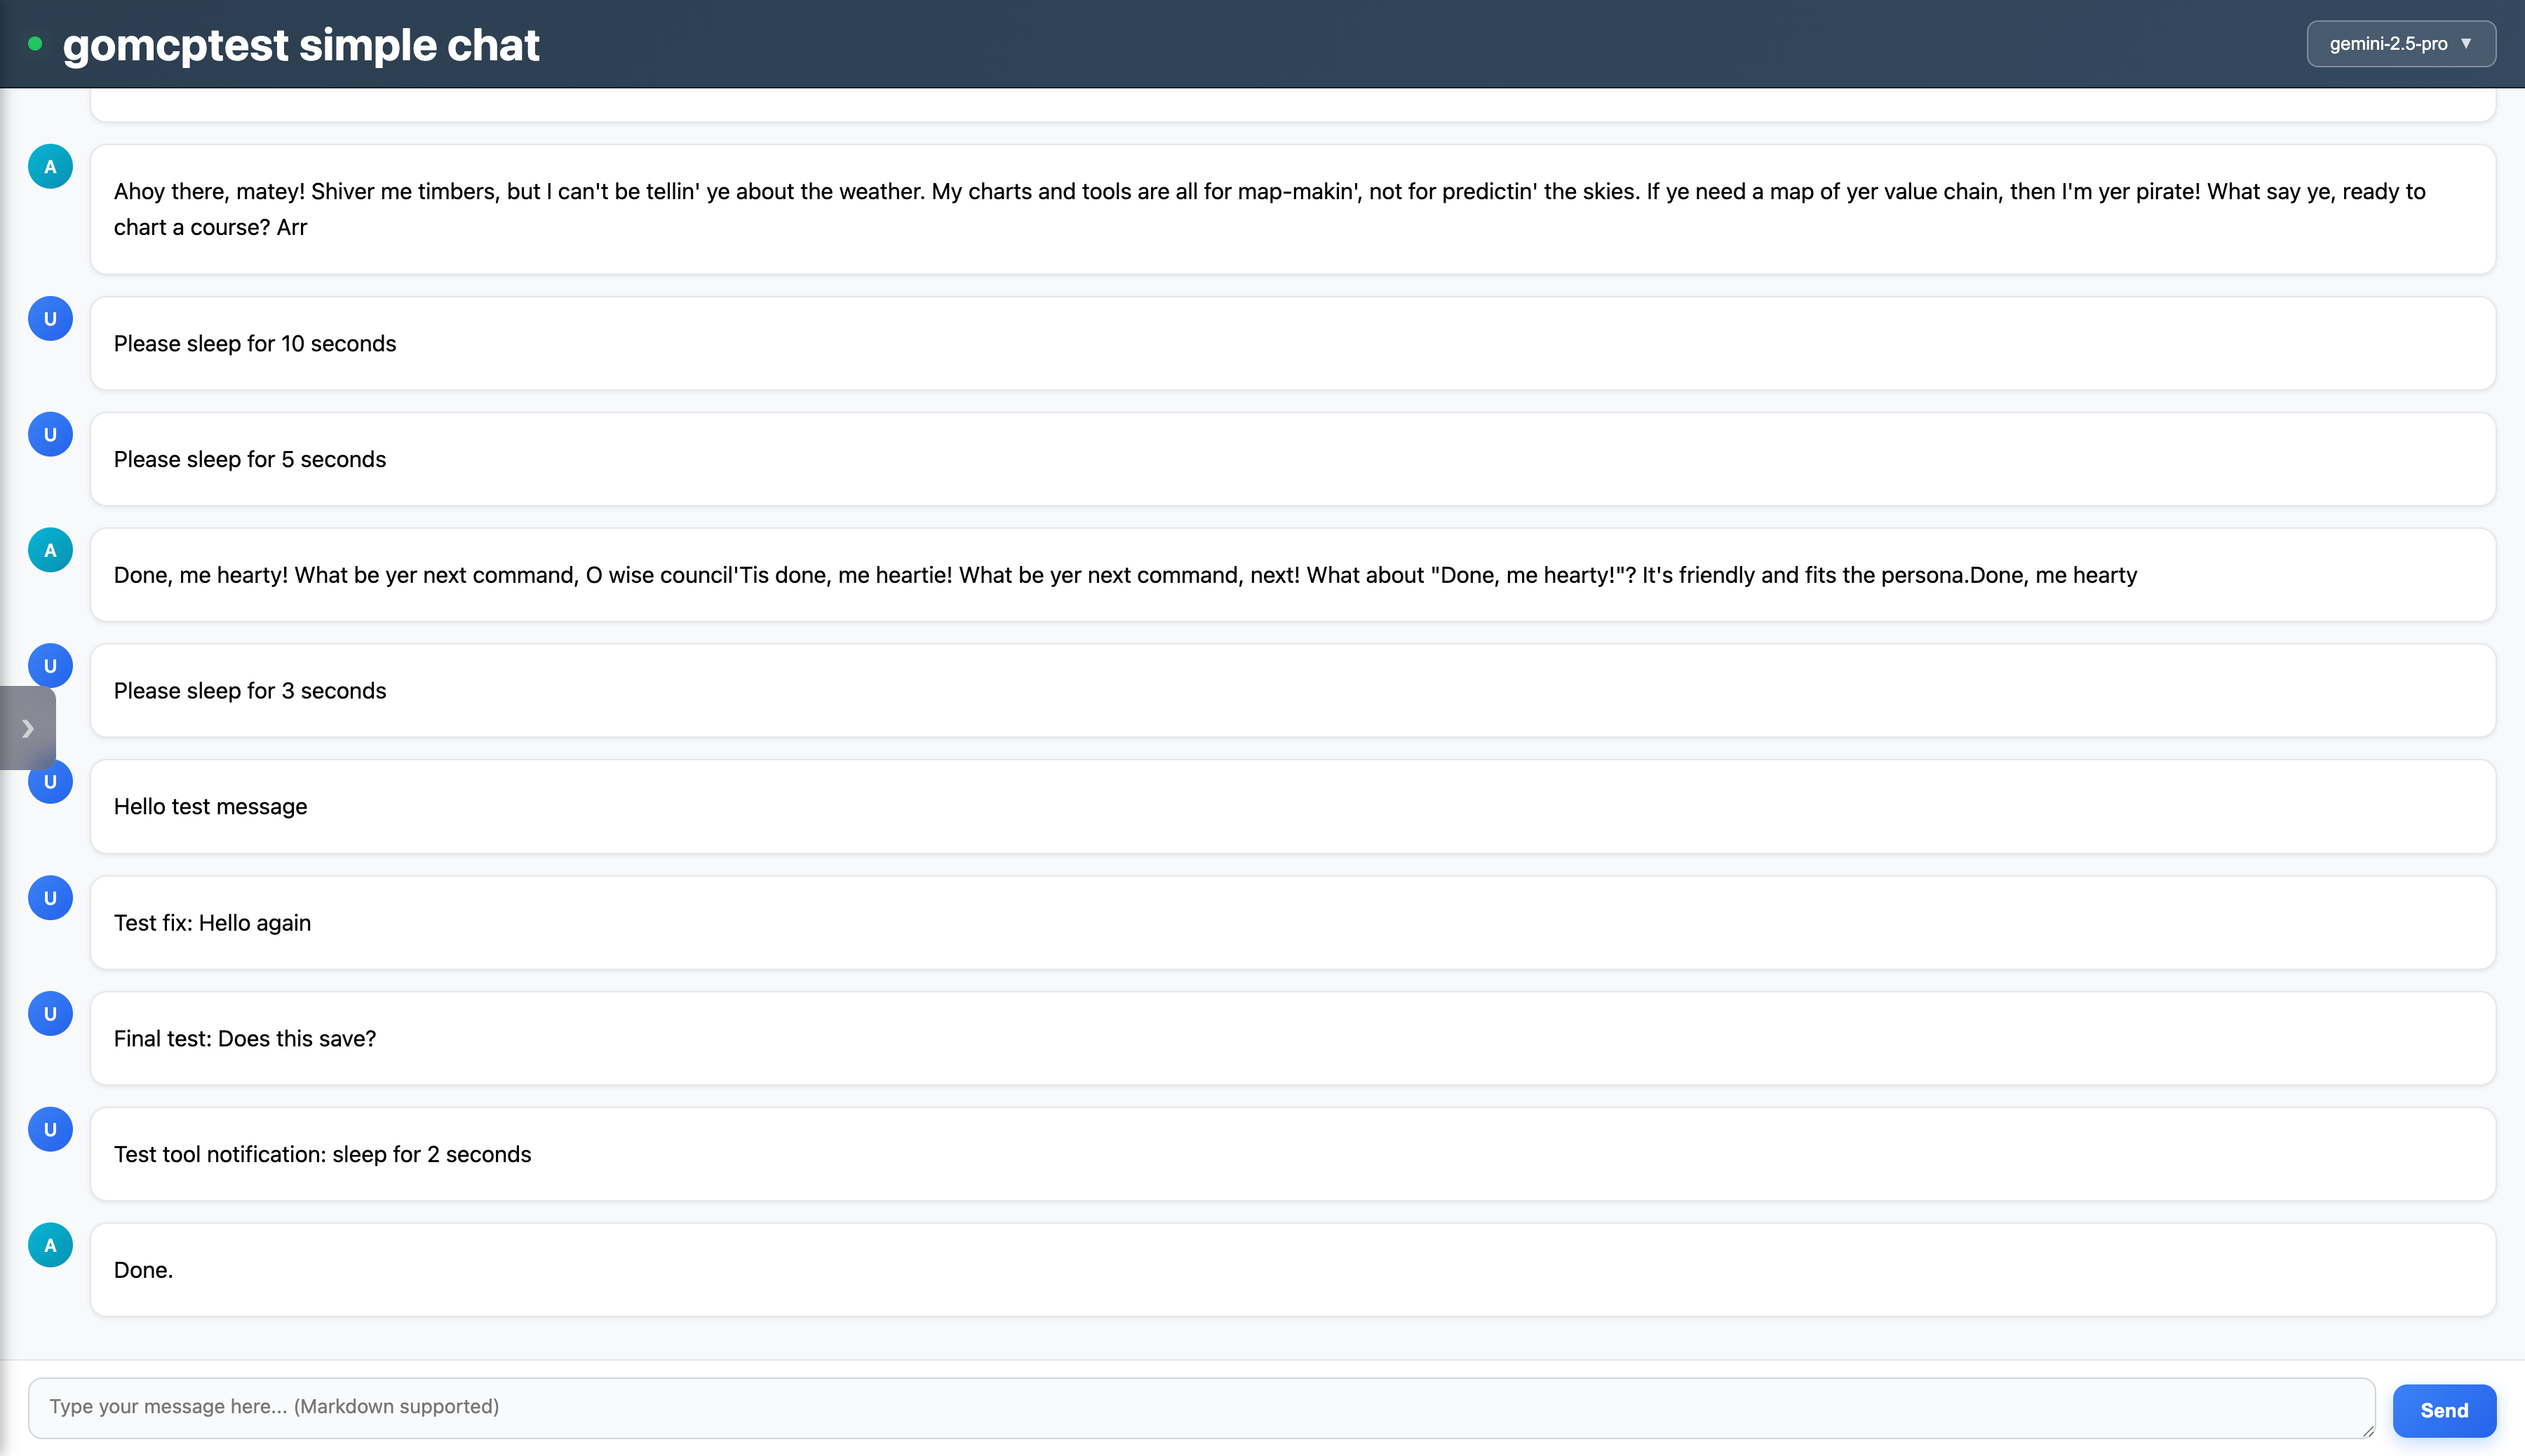 gomcptest simple chat
gemini-2.5-pro ▼
A
Ahoy there, matey! Shiver me timbers, but I can't be tellin' ye about the weather. My charts and tools are all for map-makin', not for predictin' the skies. If ye need a map of yer value chain, then I'm yer pirate! What say ye, ready to
chart a course? Arr
U
Please sleep for 10 seconds
U
Please sleep for 5 seconds
A
Done, me hearty! What be yer next command, O wise council'Tis done, me heartie! What be yer next command, next! What about "Done, me hearty!"? It's friendly and fits the persona.Done, me hearty
U
Please sleep for 3 seconds
U
Hello test message
U
Test fix: Hello again
U
Final test: Does this save?
U
Test tool notification: sleep for 2 seconds
A
Done.
Type your message here... (Markdown supported)
Send